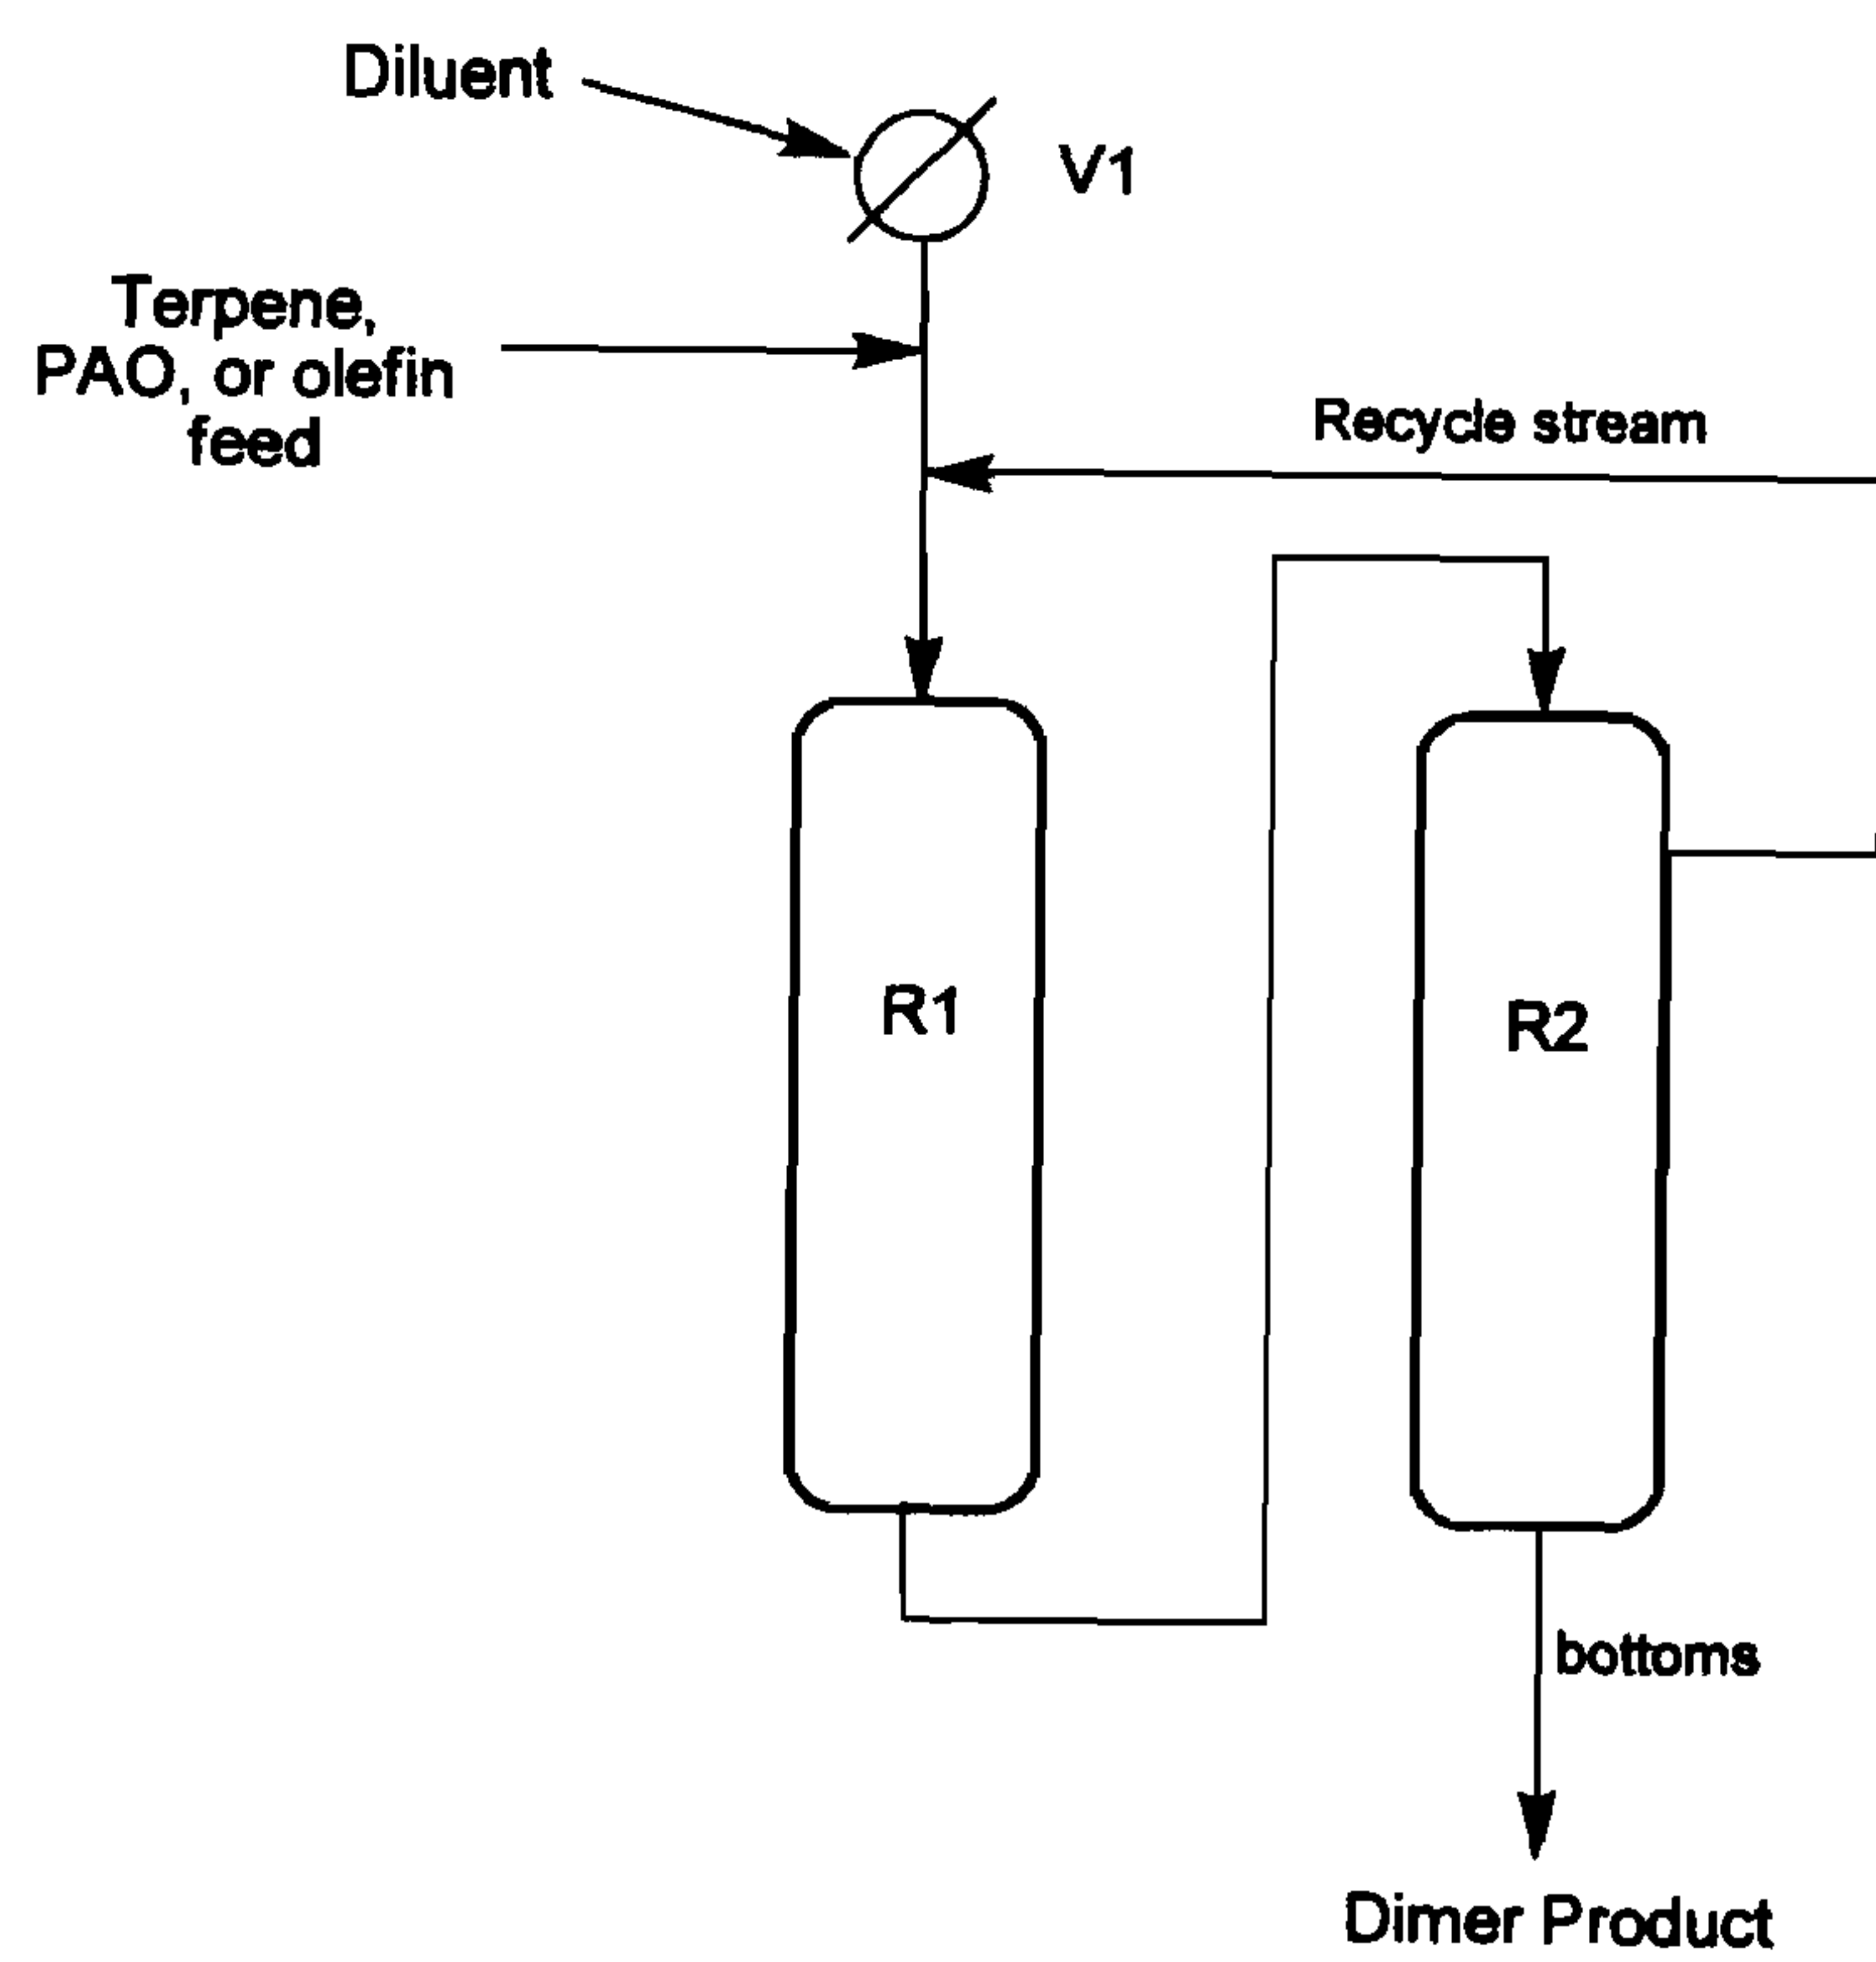 Diluent
V1
Terpene,
PAO, or olefin
feed
Recycle stream
R1
R2
bottoms
Dimer Product